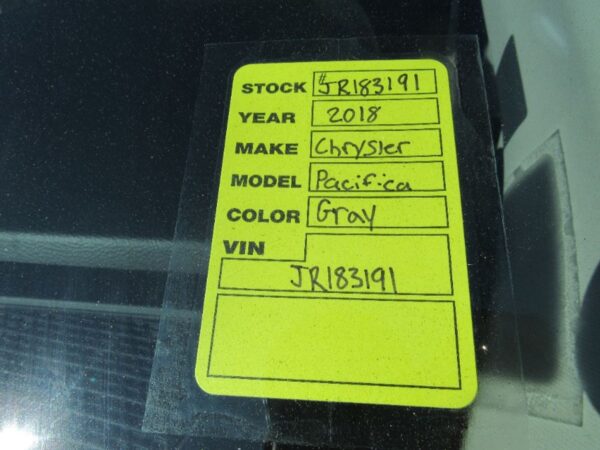 STOCK #JR183191
YEAR 2018
MAKE Chrysler
MODEL Pacifica
COLOR Gray
VIN
JR183191